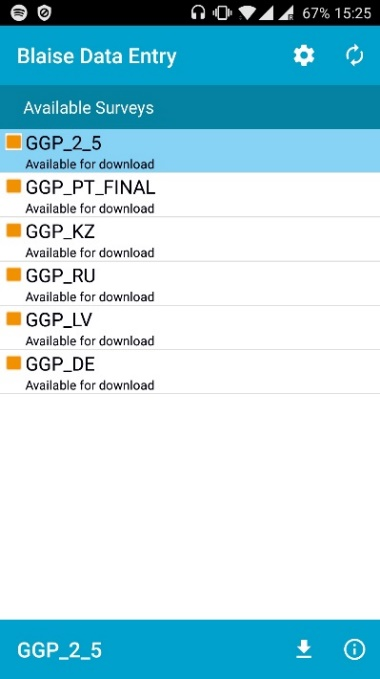 67% 15:25
Blaise Data Entry
Available Surveys
GGP_2_5
Available for download
GGP_PT_FINAL
Available for download
GGP_KZ
Available for download
GGP_RU
Available for download
GGP_LV
Available for download
GGP_DE
Available for download
GGP_2_5